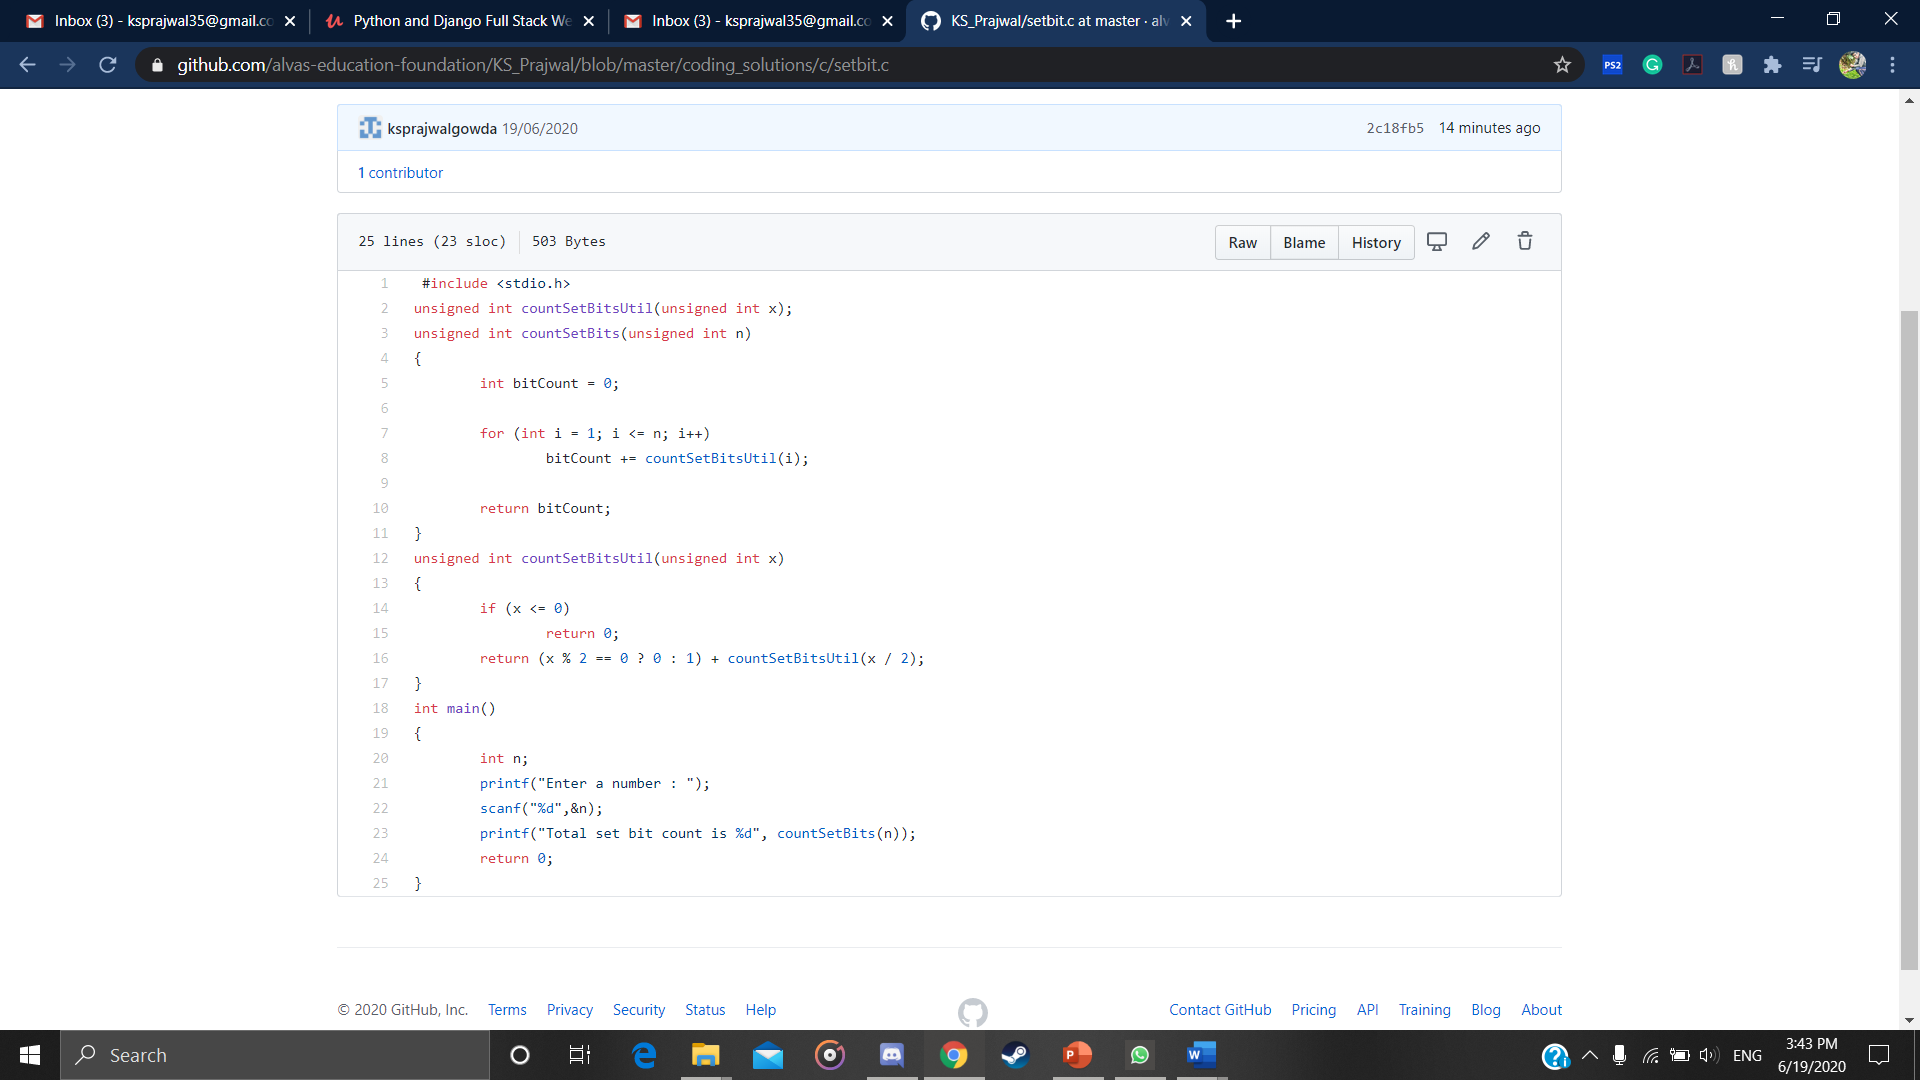 Inbox (3) - ksprajwal35@gmail.co
Python and Django Full Stack We
Inbox (3) - ksprajwal35@gmail.co
KS_Prajwal/setbit.c at master · alv
github.com/alvas-education-foundation/KS_Prajwal/blob/master/coding_solutions/c/setbit.c
PS2
ksprajwalgowda 19/06/2020
2c18fb5 14 minutes ago
1 contributor
25 lines (23 sloc) 503 Bytes
Raw Blame History
1 #include <stdio.h>
2 unsigned int countSetBitsUtil(unsigned int x);
3 unsigned int countSetBits(unsigned int n)
4 {
5 int bitCount = 0;
6
7 for (int i = 1; i <= n; i++)
8 bitCount += countSetBitsUtil(i);
9
10 return bitCount;
11 }
12 unsigned int countSetBitsUtil(unsigned int x)
13 {
14 if (x <= 0)
15 return 0;
16 return (x % 2 == 0 ? 0 : 1) + countSetBitsUtil(x / 2);
17 }
18 int main()
19 {
20 int n;
21 printf("Enter a number : ");
22 scanf("%d",&n);
23 printf("Total set bit count is %d", countSetBits(n));
24 return 0;
25 }
© 2020 GitHub, Inc. Terms Privacy Security Status Help
Contact GitHub Pricing API Training Blog About
Search
ENG
3:43 PM
6/19/2020